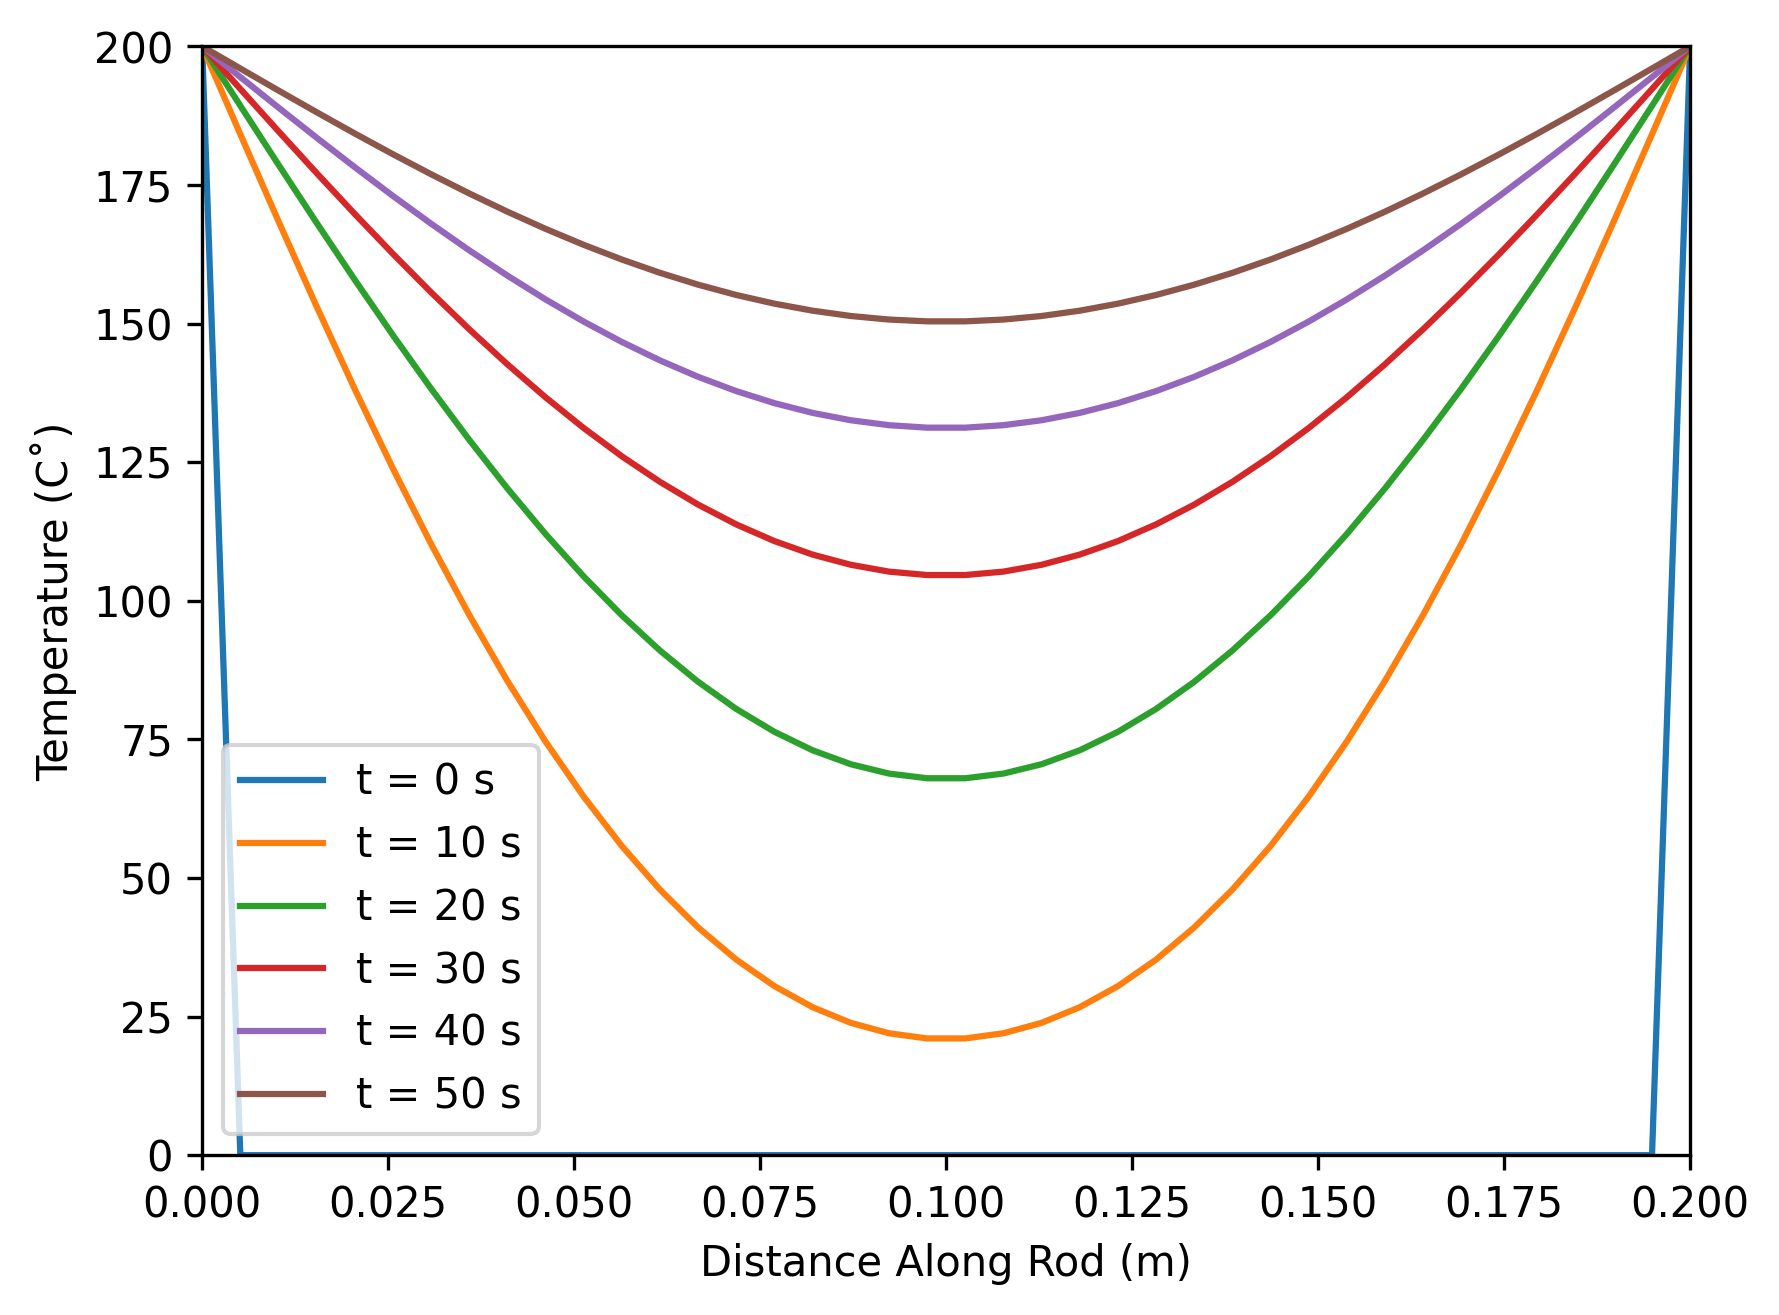 200
175
150
125
100
75
50
25
0
Temperature (C˚)
t = 0 s
t = 10 s
t = 20 s
t = 30 s
t = 40 s
t = 50 s
0.000 0.025 0.050 0.075 0.100 0.125 0.150 0.175 0.200
Distance Along Rod (m)